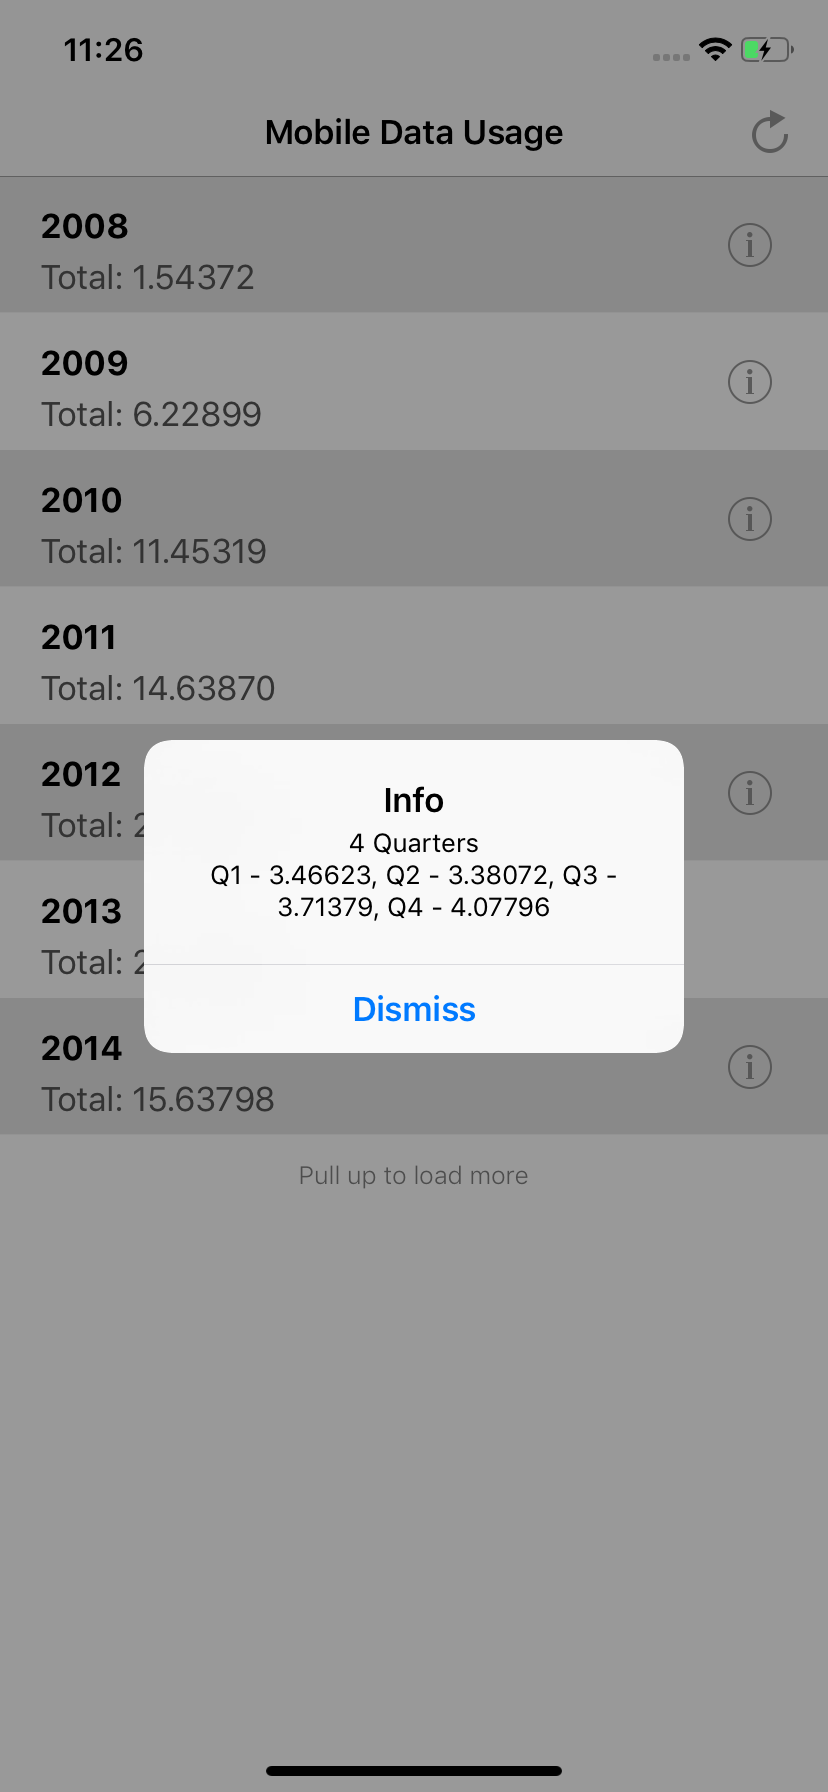 11:26
Mobile Data Usage
2008
Total: 1.54372
2009
Total: 6.22899
2010
Total: 11.45319
2011
Total: 14.63870
2012
Total:
2013
Total:
Info
4 Quarters
Q1 - 3.46623, Q2 - 3.38072, Q3 -
3.71379, Q4 - 4.07796
Dismiss
2014
Total: 15.63798
Pull up to load more